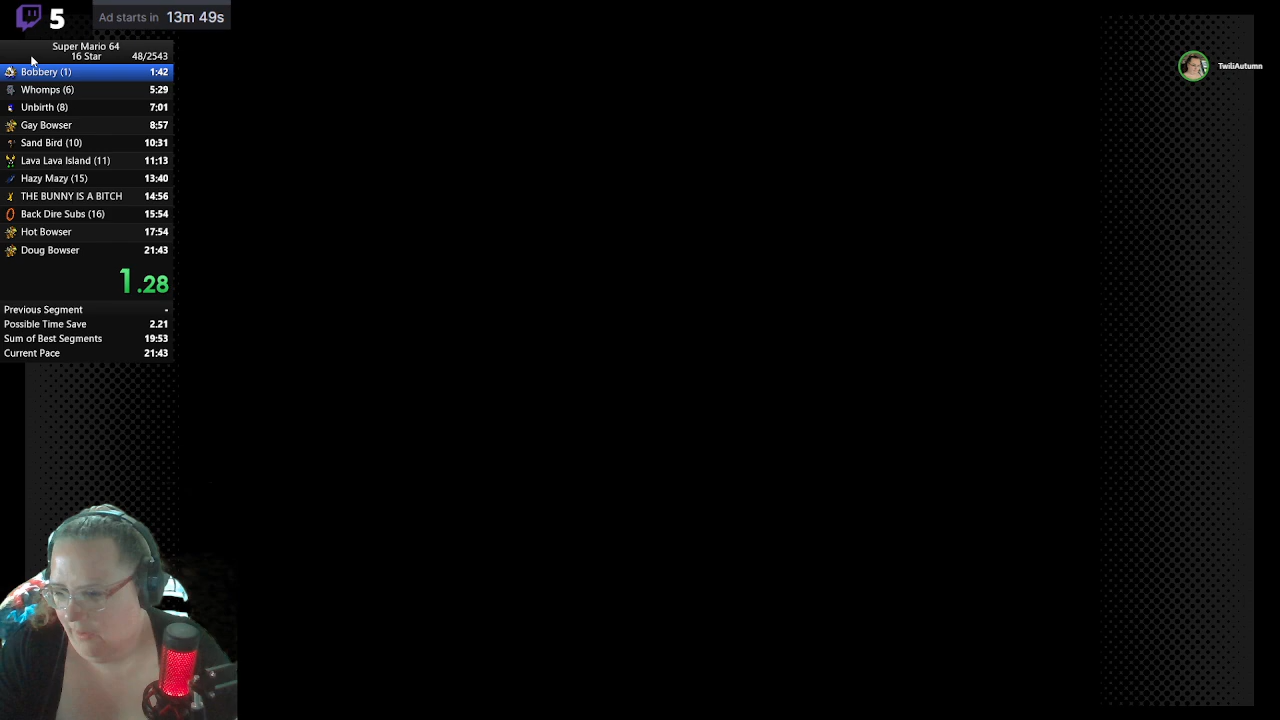 5
Ad starts in 13m 49s
Super Mario 64
16 Star 48/2543
Bobbery (1) 1:42
Whomps (6) 5:29
Unbirth (8) 7:01
Gay Bowser 8:57
Sand Bird (10) 10:31
Lava Lava Island (11) 11:13
Hazy Mazy (15) 13:40
THE BUNNY IS A BITCH 14:56
Back Dire Subs (16) 15:54
Hot Bowser 17:54
Doug Bowser 21:43
1.28
Previous Segment -
Possible Time Save 2.21
Sum of Best Segments 19:53
Current Pace 21:43
TwiliAutumn